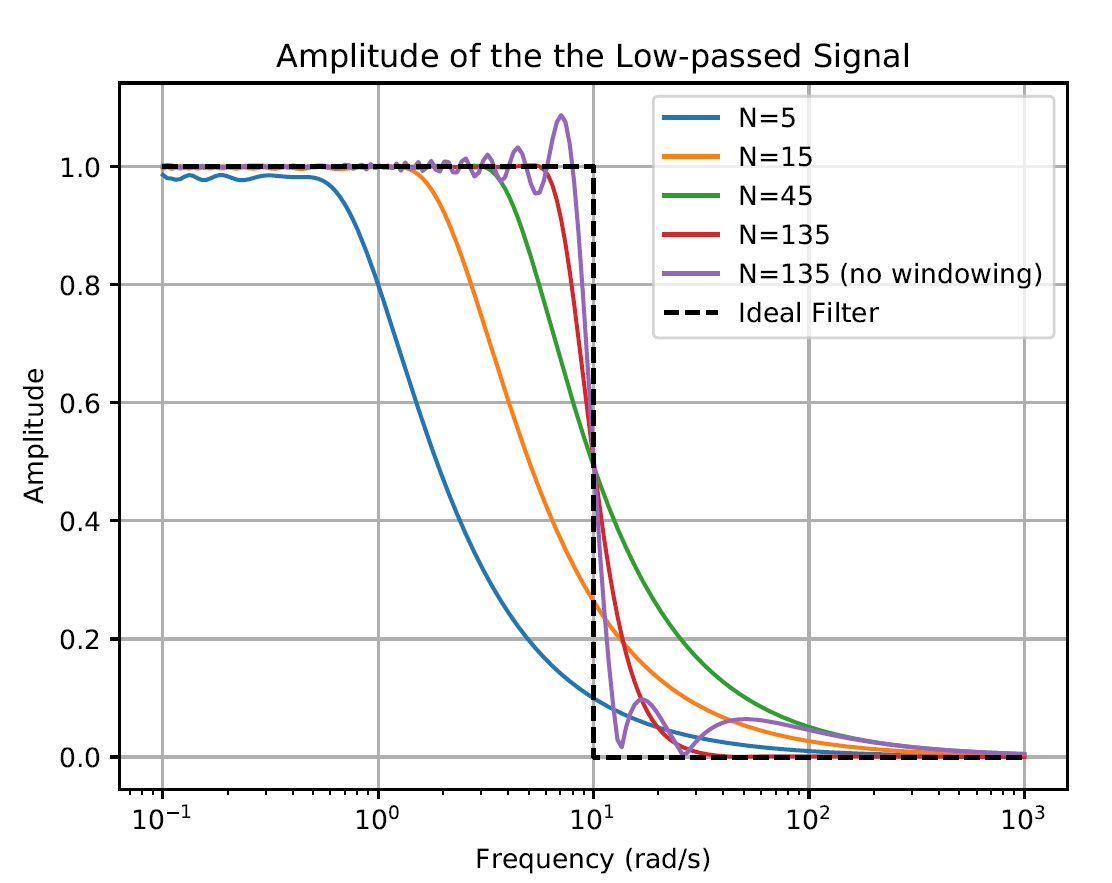 Amplitude of the the Low-passed Signal
N=5
N=15
N=45
N=135
N=135 (no windowing)
Ideal Filter
Amplitude
1.0
0.8
0.6
0.4
0.2
0.0
10⁻¹ 10⁰ 10¹ 10² 10³
Frequency (rad/s)